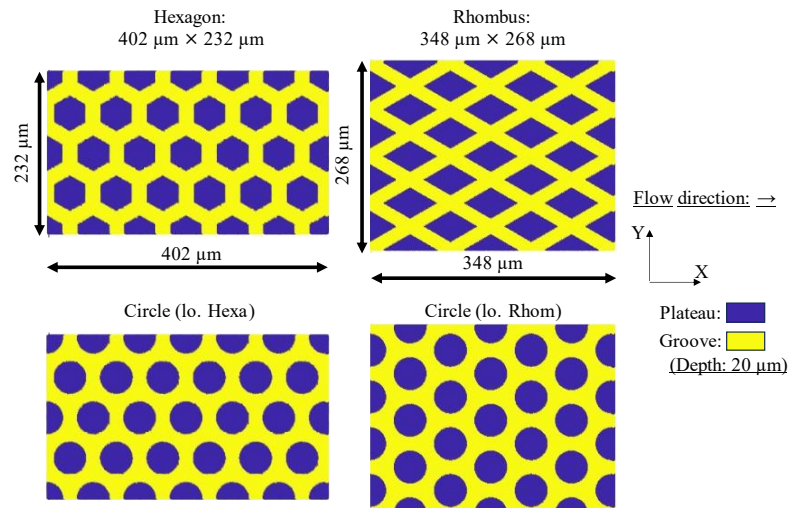 Hexagon:
402 µm × 232 µm
Rhombus:
348 µm × 268 µm
232 µm
402 µm
268 µm
348 µm
Flow direction: →
Y
X
Plateau:
Groove:
(Depth: 20 µm)
Circle (lo. Hexa)
Circle (lo. Rhom)